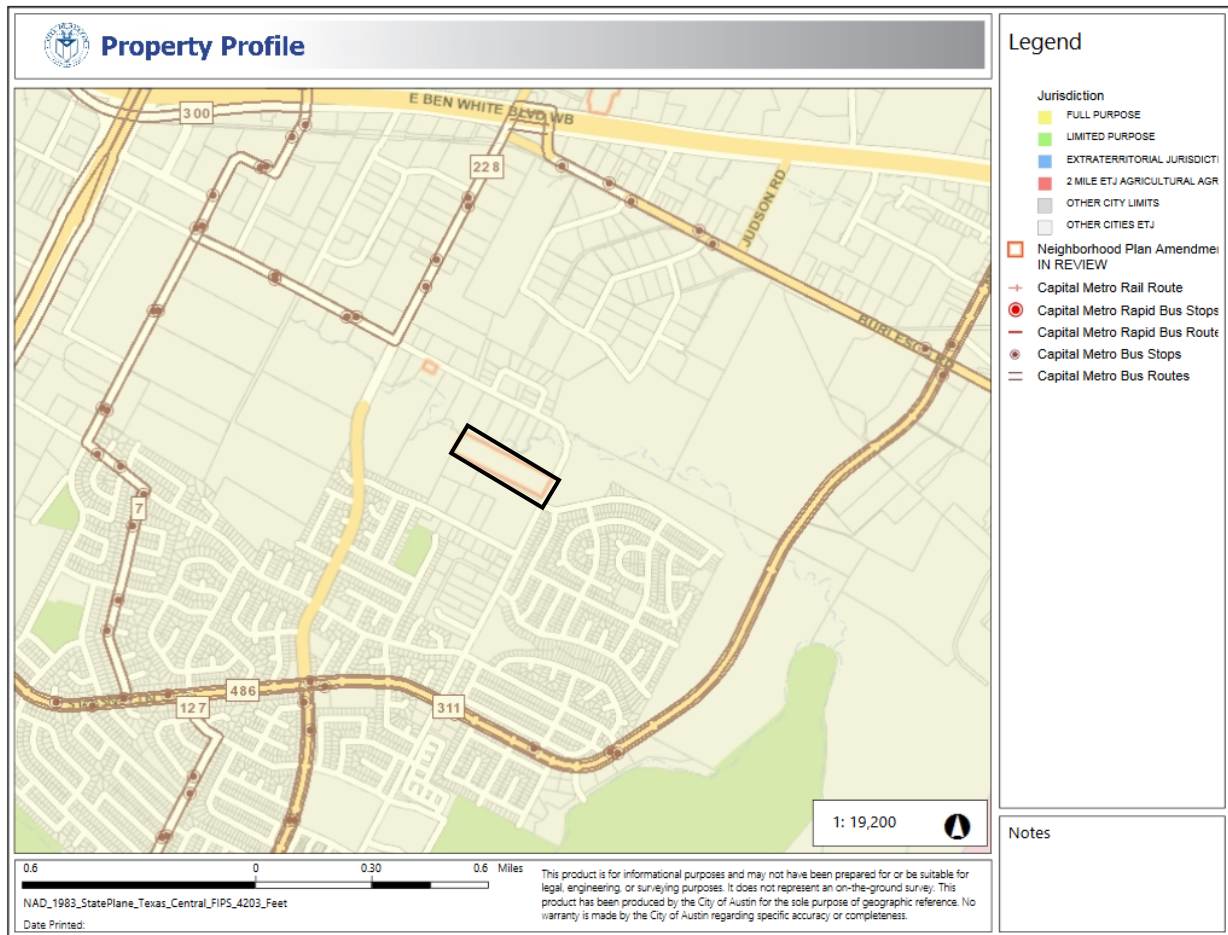 Property Profile
Legend
Jurisdiction
FULL PURPOSE
LIMITED PURPOSE
EXTRATERRITORIAL JURISDICTI
2 MILE ETJ AGRICULTURAL AGR
OTHER CITY LIMITS
OTHER CITIES ETJ
Neighborhood Plan Amendmen
IN REVIEW
Capital Metro Rail Route
Capital Metro Rapid Bus Stops
Capital Metro Rapid Bus Route
Capital Metro Bus Stops
Capital Metro Bus Routes
E BEN WHITE BLVD WB
300
228
JUDSON RD
7
486
127
311
1: 19,200
0.6 0 0.30 0.6 Miles
NAD_1983_StatePlane_Texas_Central_FIPS_4203_Feet
Date Printed:
This product is for informational purposes and may not have been prepared for or be suitable for
legal, engineering, or surveying purposes. It does not represent an on-the-ground survey. This
product has been produced by the City of Austin for the sole purpose of geographic reference. No
warranty is made by the City of Austin regarding specific accuracy or completeness.
Notes